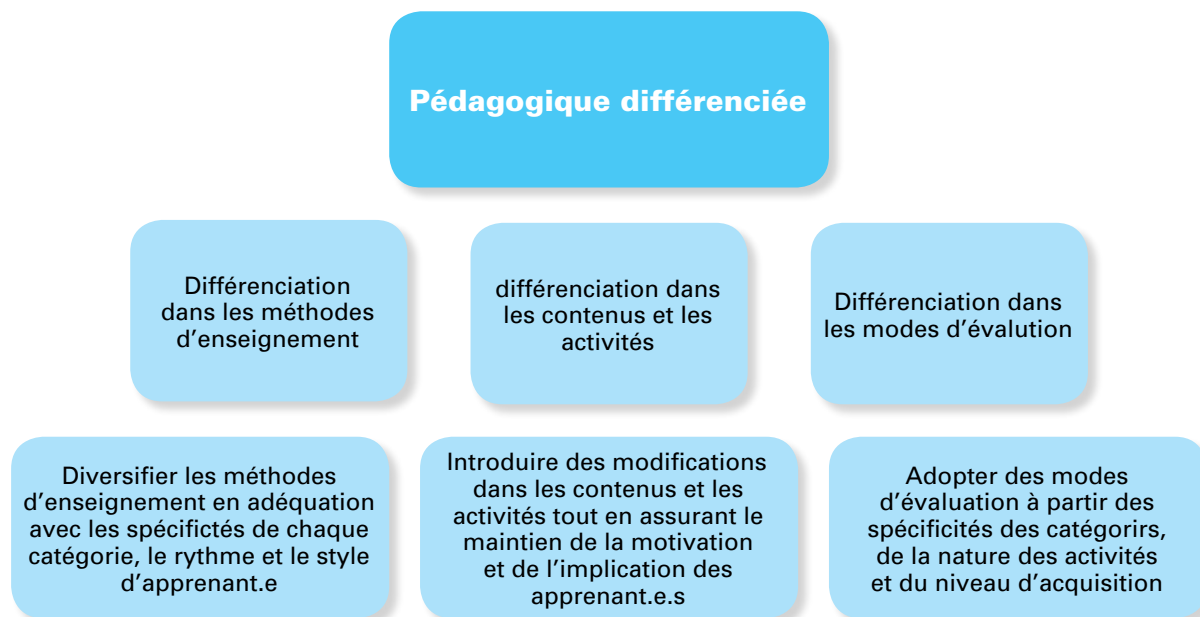 Pédagogique différenciée
Différenciation
dans les méthodes
d'enseignement
différenciation dans
les contenus et les
activités
Différenciation dans
les modes d'évalution
Diversifier les méthodes
d'enseignement en adéquation
avec les spécifictés de chaque
catégorie, le rythme et le style
d'apprenant.e
Introduire des modifications
dans les contenus et les
activités tout en assurant le
maintien de la motivation
et de l'implication des
apprenant.e.s
Adopter des modes
d'évaluation à partir des
spécificités des catégorirs,
de la nature des activités
et du niveau d'acquisition